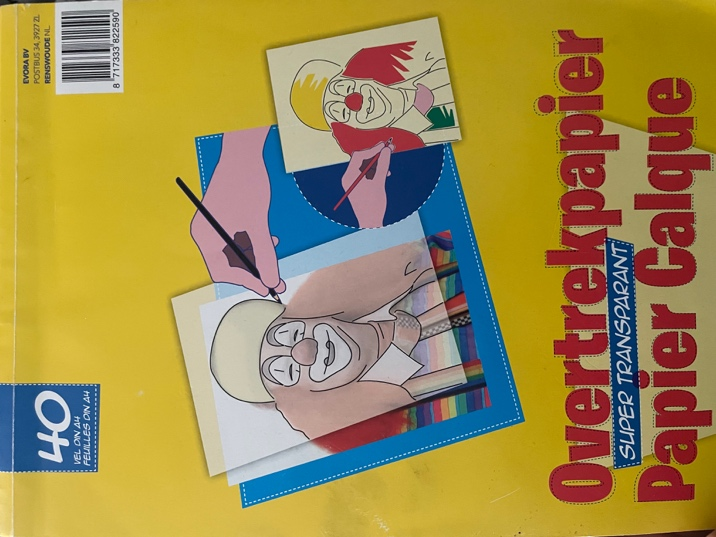 Overtrekpapier
SUPER TRANSPARANT
Papier Calque
40
VEL DIN A4
FEUILLES DIN A4
EVORA BV
POSTBUS 34, 3927 ZL
RENSWOUDE NL
8 717333 822590